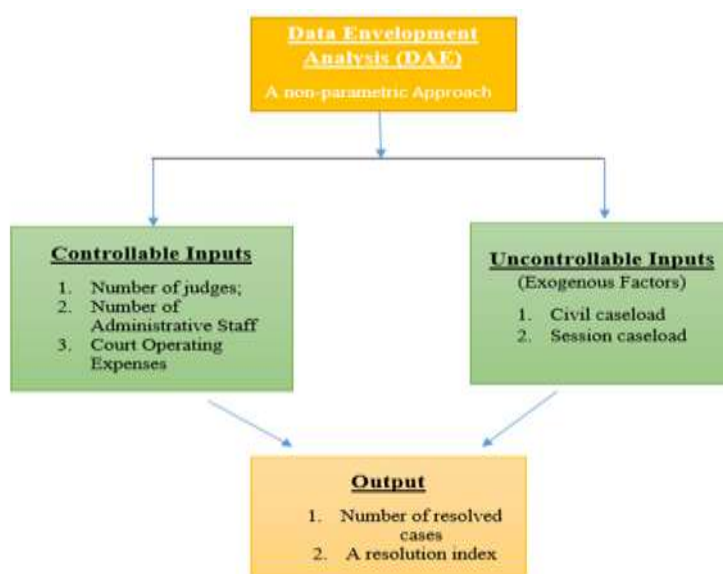 Data Envelopment
Analysis (DAE)
A non-parametric Approach
Controllable Inputs
1. Number of judges;
2. Number of
Administrative Staff
3. Court Operating
Expenses
Uncontrollable Inputs
(Exogenous Factors)
1. Civil caseload
2. Session caseload
Output
1. Number of resolved
cases
2. A resolution index